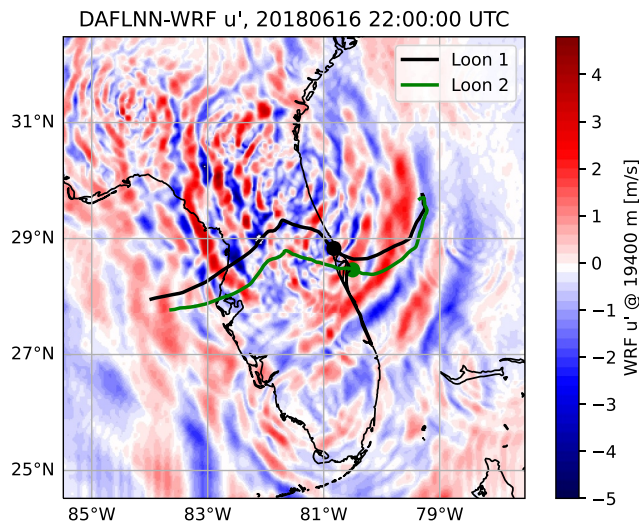 DAFLNN-WRF u', 20180616 22:00:00 UTC
Loon 1
Loon 2
31°N
29°N
27°N
25°N
85°W
83°W
81°W
79°W
4
3
2
1
0
−1
−2
−3
−4
−5
WRF u' @ 19400 m [m/s]